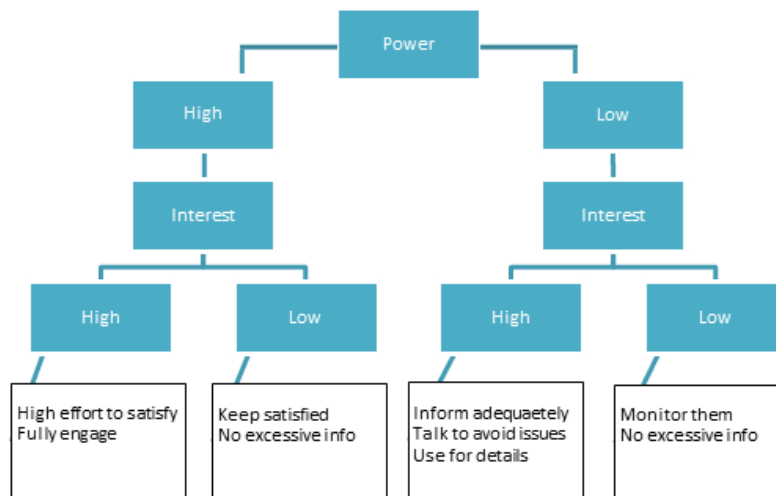 Power
High
Low
Interest
Interest
High
Low
High
Low
High effort to satisfy
Fully engage
Keep satisfied
No excessive info
Inform adequaetely
Talk to avoid issues
Use for details
Monitor them
No excessive info